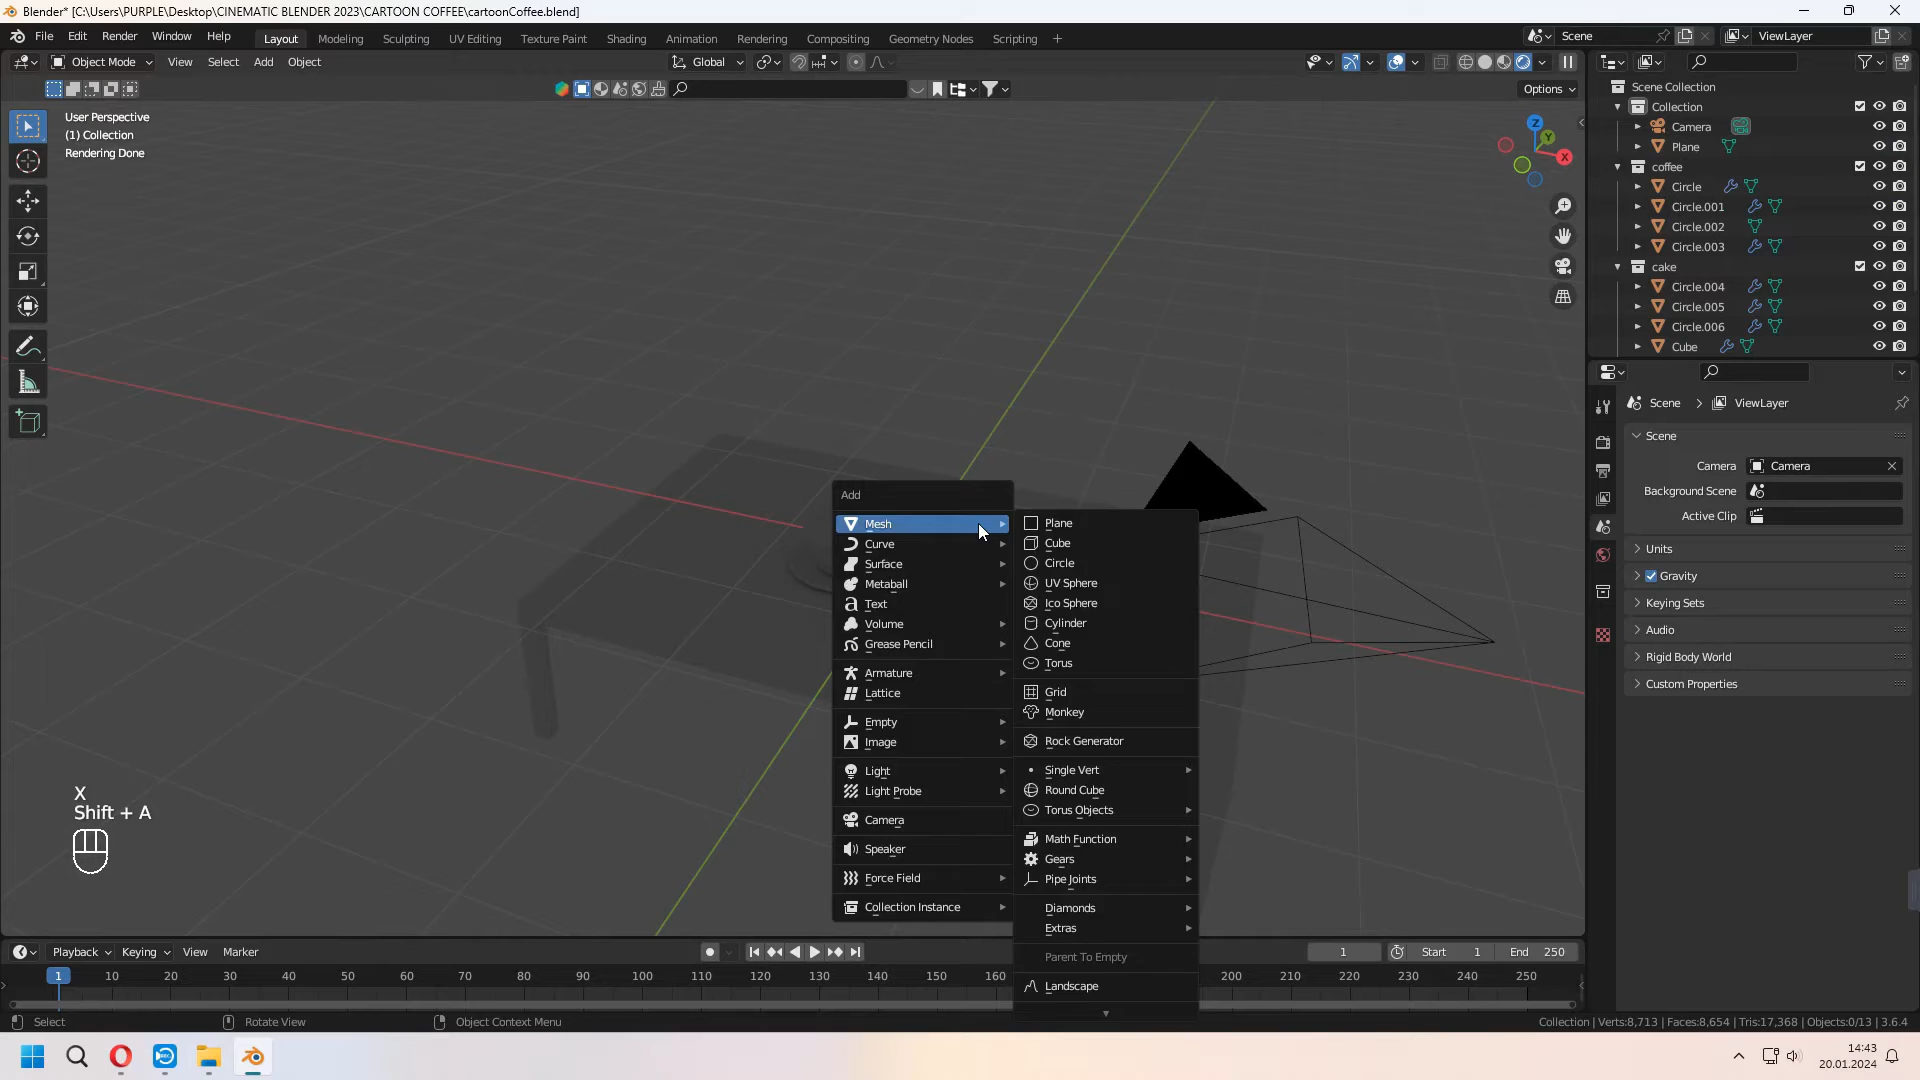 Blender* [C:\Users\PURPLE\Desktop\CINEMATIC BLENDER 2023\CARTOON COFFEE\cartoonCoffee.blend]
File Edit Render Window Help Layout Modeling Sculpting UV Editing Texture Paint Shading Animation Rendering Compositing Geometry Nodes Scripting + Scene ViewLayer
Object Mode View Select Add Object Global
Options
User Perspective
(1) Collection
Rendering Done
Z
Y
X
Scene Collection
Collection
Camera
Plane
coffee
Circle
Circle.001
Circle.002
Circle.003
cake
Circle.004
Circle.005
Circle.006
Cube
Scene > ViewLayer
Scene
Camera Camera
Background Scene
Active Clip
Units
Gravity
Keying Sets
Audio
Rigid Body World
Custom Properties
Add
Mesh
Curve
Surface
Metaball
Text
Volume
Grease Pencil
Armature
Lattice
Empty
Image
Light
Light Probe
Camera
Speaker
Force Field
Collection Instance
Plane
Cube
Circle
UV Sphere
Ico Sphere
Cylinder
Cone
Torus
Grid
Monkey
Rock Generator
Single Vert
Round Cube
Torus Objects
Math Function
Gears
Pipe Joints
Diamonds
Extras
Parent To Empty
Landscape
X
Shift + A
Playback Keying View Marker 1 Start 1 End 250
1 10 20 30 40 50 60 70 80 90 100 110 120 130 140 150 160 200 210 220 230 240 250
Select Rotate View Object Context Menu Collection | Verts:8,713 | Faces:8,654 | Tris:17,368 | Objects:0/13 | 3.6.4
14:43
20.01.2024